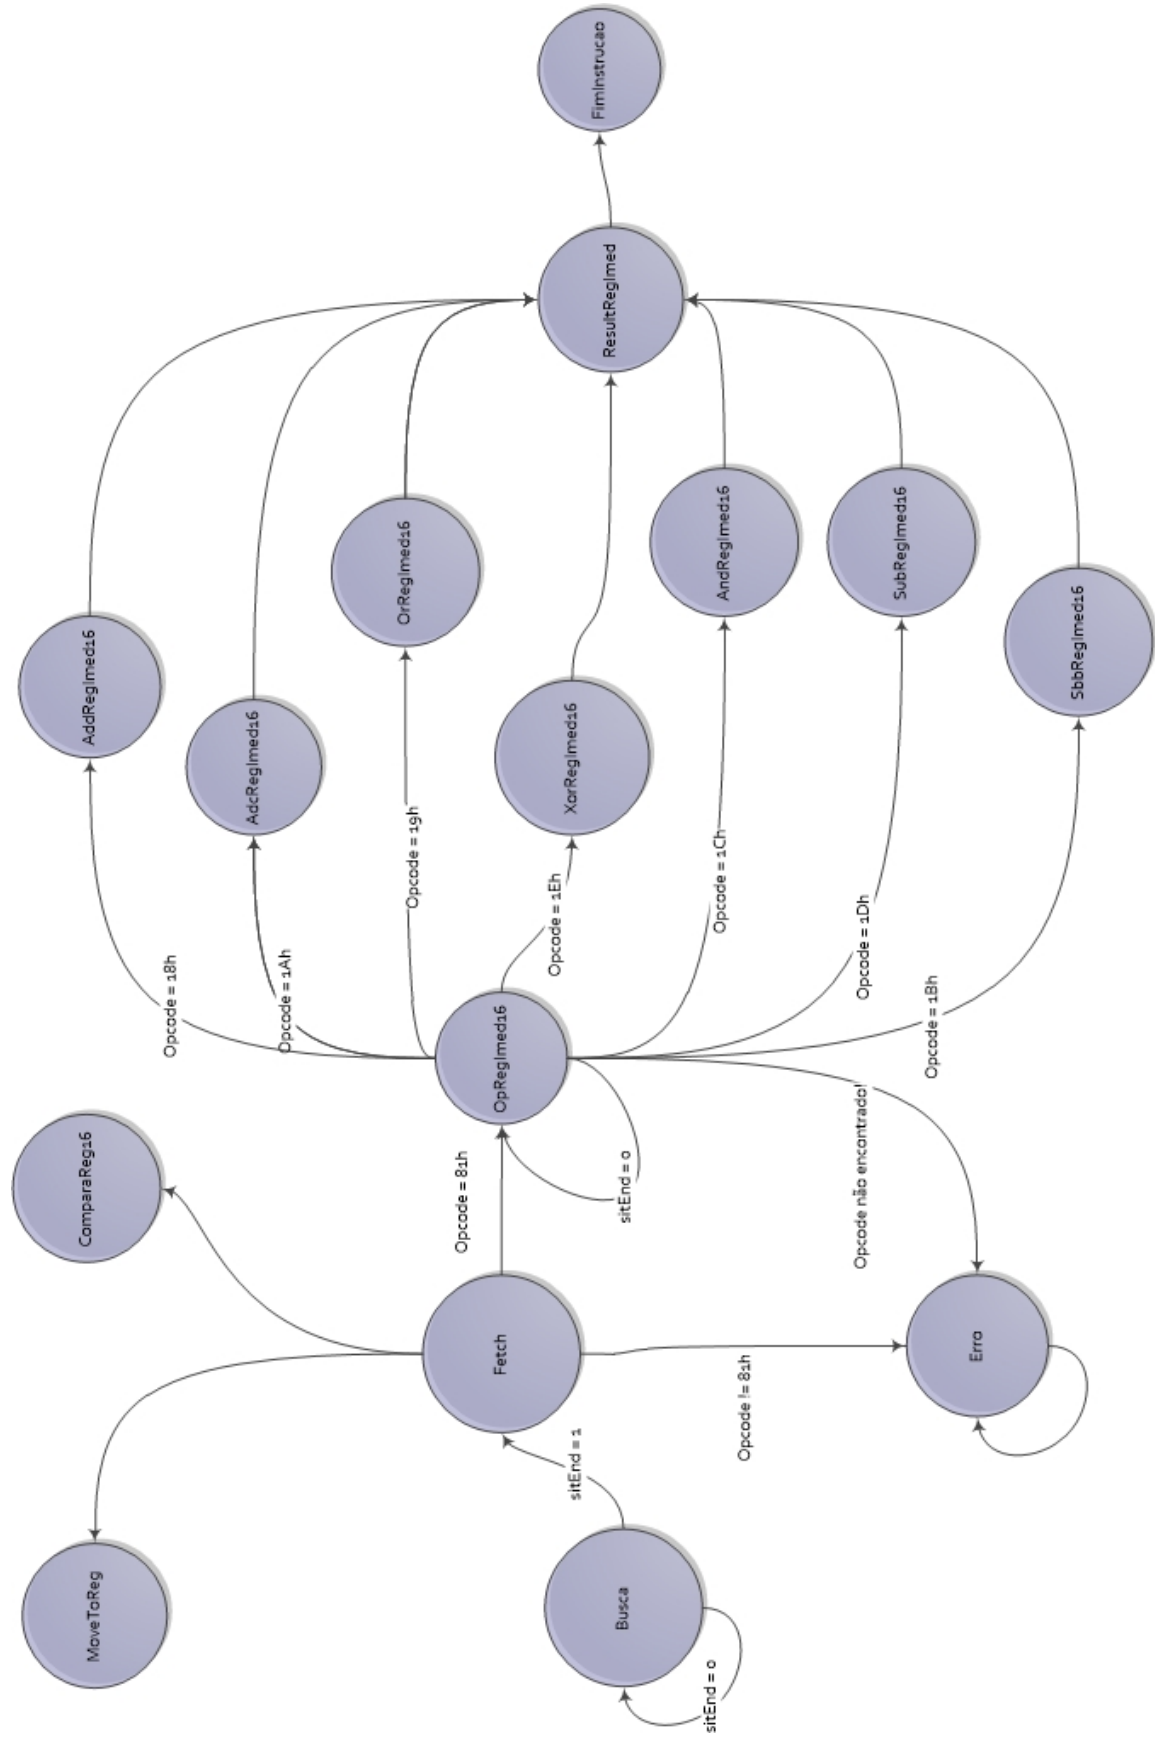 MoveToReg
ComparaReg16
Opcode = 18h
AddRegImed16
Opcode = 1Ah
AdcRegImed16
Opcode = 19h
OrRegImed16
Fetch
Opcode = 81h
OpRegImed16
Opcode = 1Eh
XorRegImed16
ResultRegImed
FimInstrucao
sitEnd = 1
Busca
sitEnd = 0
sitEnd = 0
Opcode = 1Ch
AndRegImed16
Opcode != 81h
Opcode não encontrado!
Opcode = 1Dh
SubRegImed16
Opcode = 1Bh
SbbRegImed16
Erro